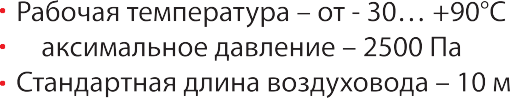 • Рабочая температура – от - 30… +90°С
• аксимальное давление – 2500 Па
• Стандартная длина воздуховода – 10 м